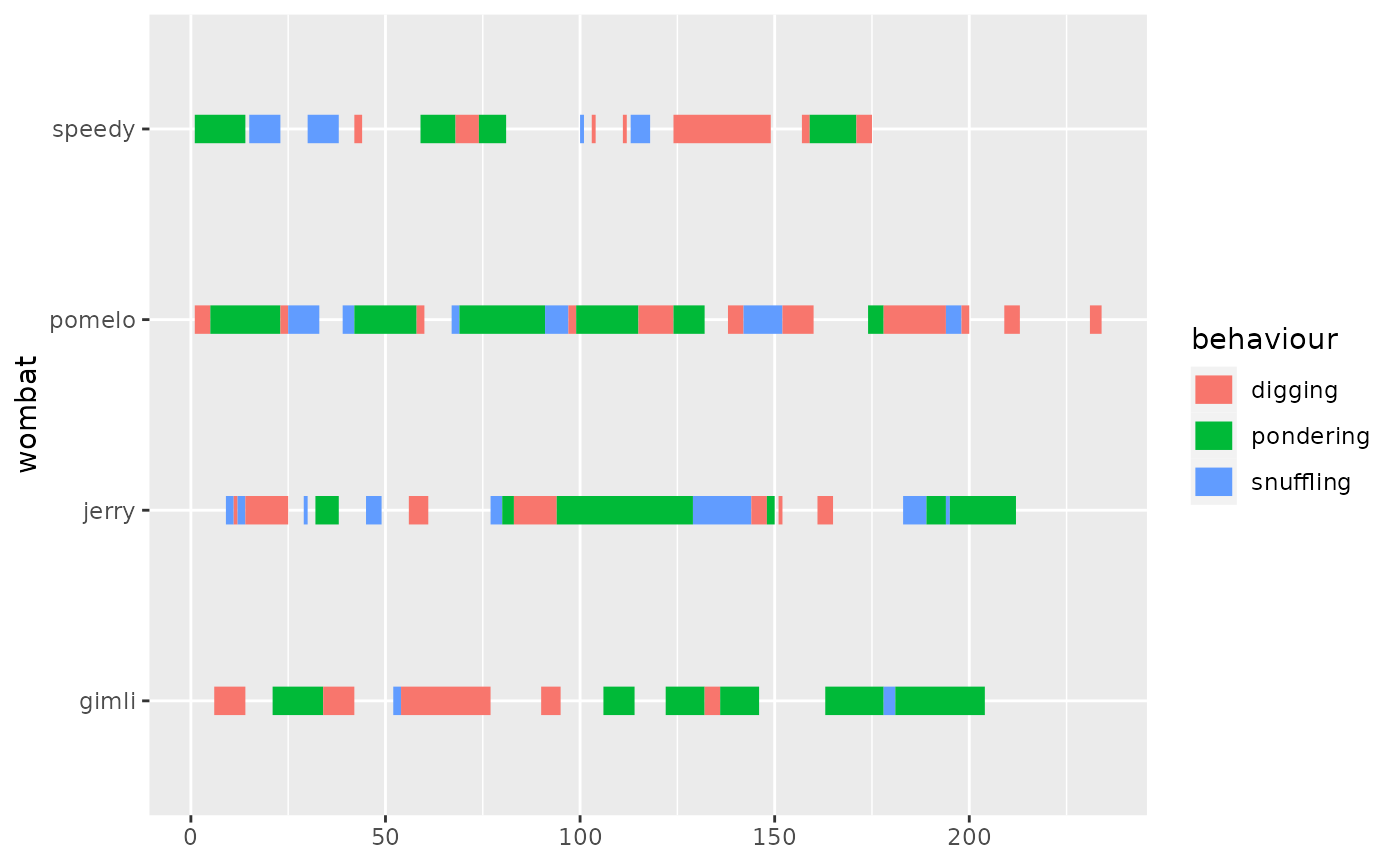 wombat
speedy
pomelo
jerry
gimli
0 50 100 150 200
behaviour
digging
pondering
snuffling